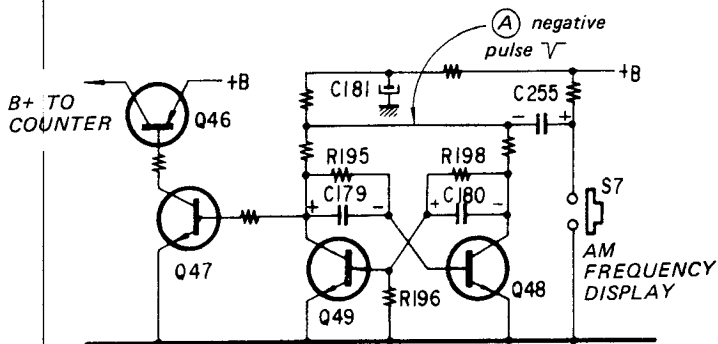 A negative
pulse
+B
C181
+B
C255
B+ TO
COUNTER
Q46
R195
R198
S7
+ C179 -
+ C180 -
- +
AM
FREQUENCY
DISPLAY
Q47
Q49
R196
Q48